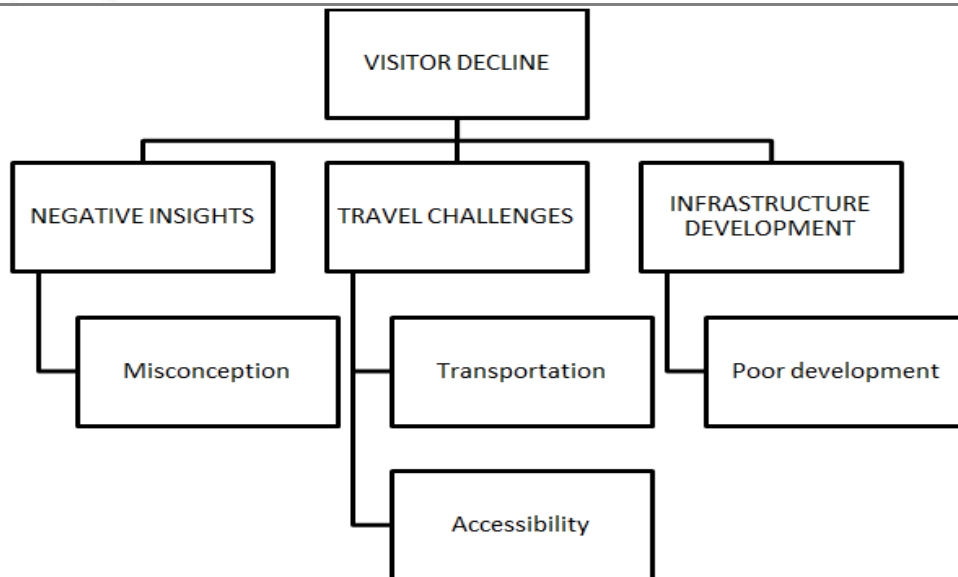 VISITOR DECLINE
NEGATIVE INSIGHTS
TRAVEL CHALLENGES
INFRASTRUCTURE
DEVELOPMENT
Misconception
Transportation
Poor development
Accessibility